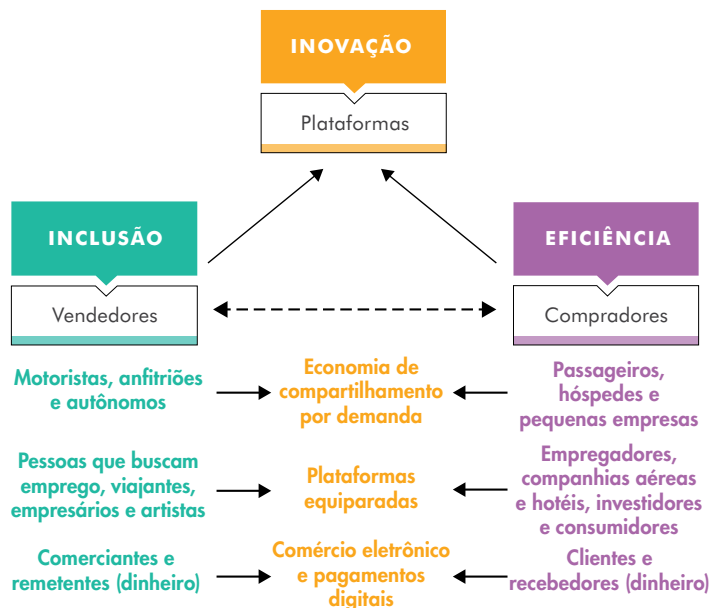 INOVAÇÃO
Plataformas
INCLUSÃO
Vendedores
EFICIÊNCIA
Compradores
Motoristas, anfitriões
e autônomos
Economia de
compartilhamento
por demanda
Passageiros,
hóspedes e
pequenas empresas
Pessoas que buscam
emprego, viajantes,
empresários e artistas
Plataformas
equiparadas
Empregadores,
companhias aéreas
e hotéis, investidores
e consumidores
Comerciantes e
remetentes (dinheiro)
Comércio eletrônico
e pagamentos
digitais
Clientes e
recebedores (dinheiro)